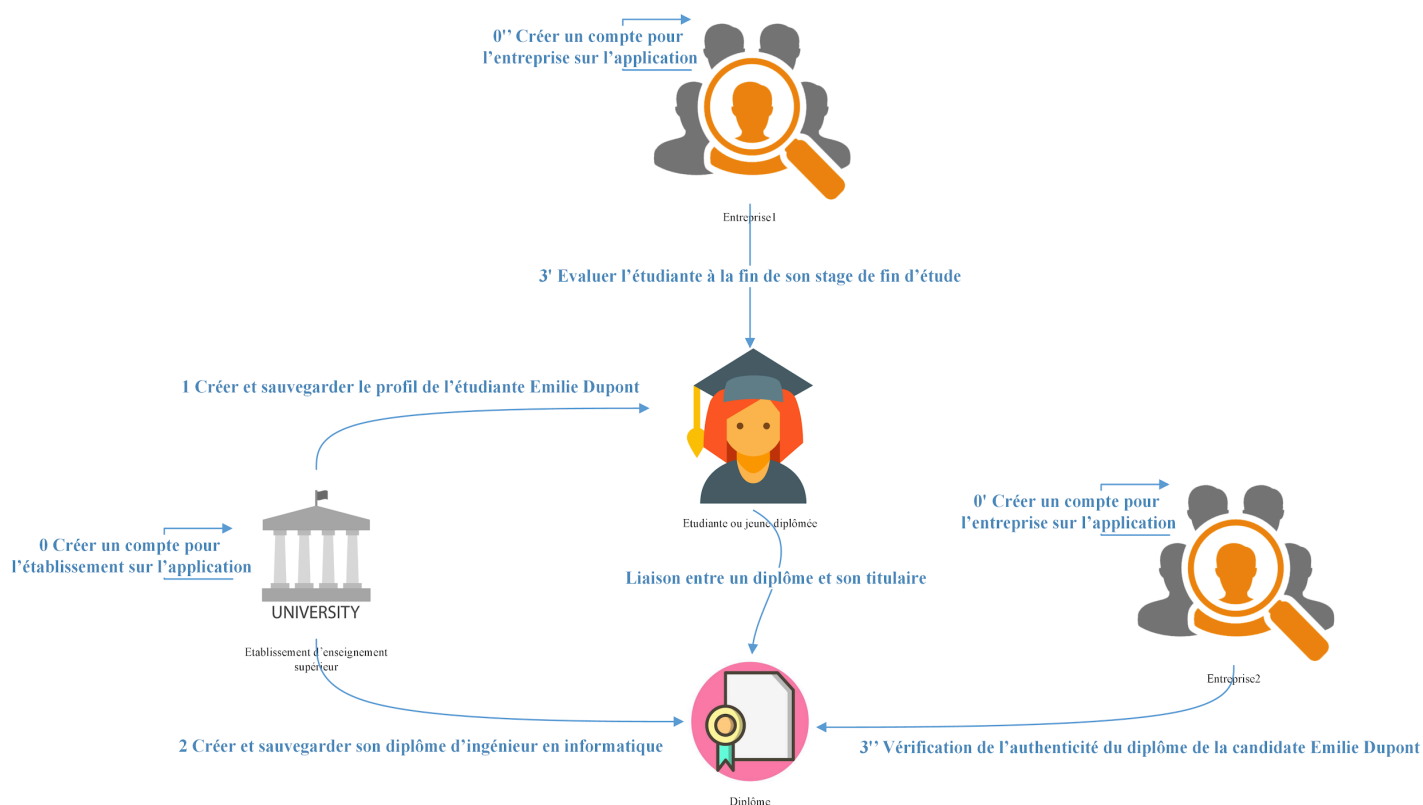 0'' Créer un compte pour
l'entreprise sur l'application
Entreprise1
3' Evaluer l'étudiante à la fin de son stage de fin d'étude
1 Créer et sauvegarder le profil de l'étudiante Emilie Dupont
Etudiante ou jeune diplômée
0' Créer un compte pour
l'entreprise sur l'application
0 Créer un compte pour
l'établissement sur l'application
UNIVERSITY
Liaison entre un diplôme et son titulaire
Etablissement d'enseignement
supérieur
Entreprise2
2 Créer et sauvegarder son diplôme d'ingénieur en informatique
3'' Vérification de l'authenticité du diplôme de la candidate Emilie Dupont
Diplôme